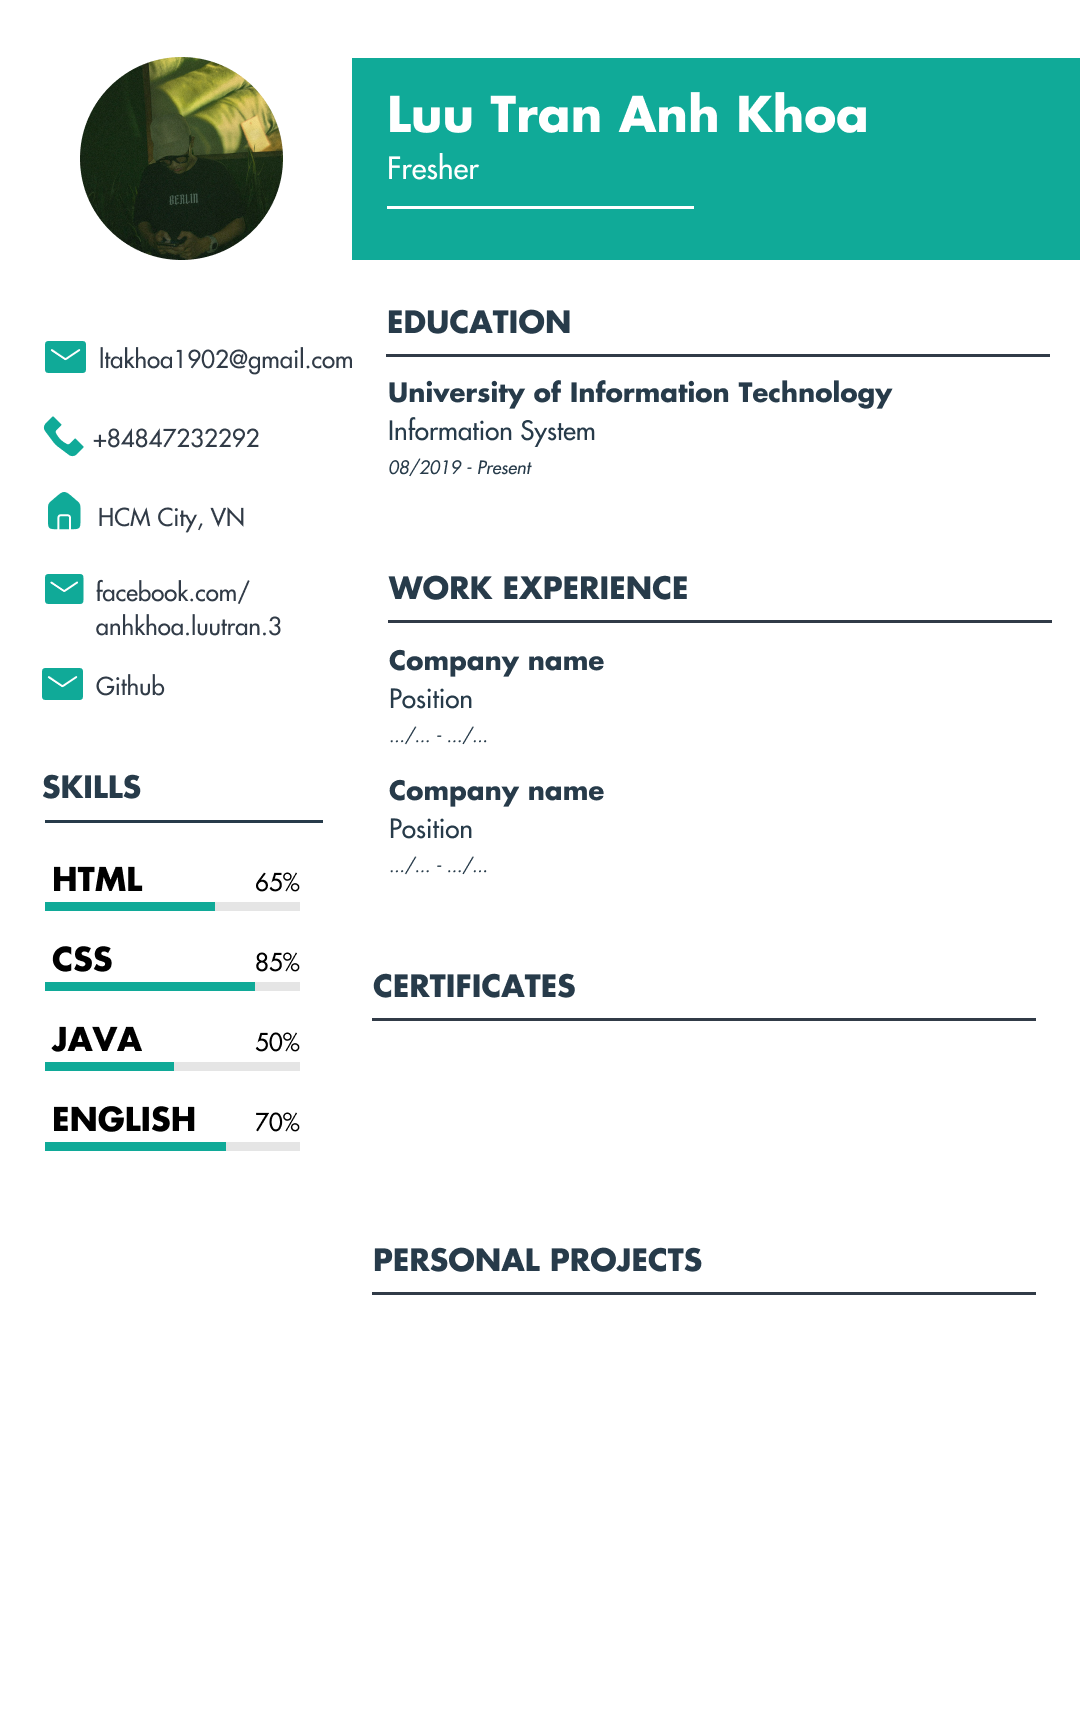 BERLIN
Luu Tran Anh Khoa
Fresher
ltakhoa1902@gmail.com
+84847232292
HCM City, VN
facebook.com/
anhkhoa.luutran.3
Github
SKILLS
HTML 65%
CSS 85%
JAVA 50%
ENGLISH 70%
EDUCATION
University of Information Technology
Information System
08/2019 - Present
WORK EXPERIENCE
Company name
Position
.../... - .../...
Company name
Position
.../... - .../...
CERTIFICATES
PERSONAL PROJECTS